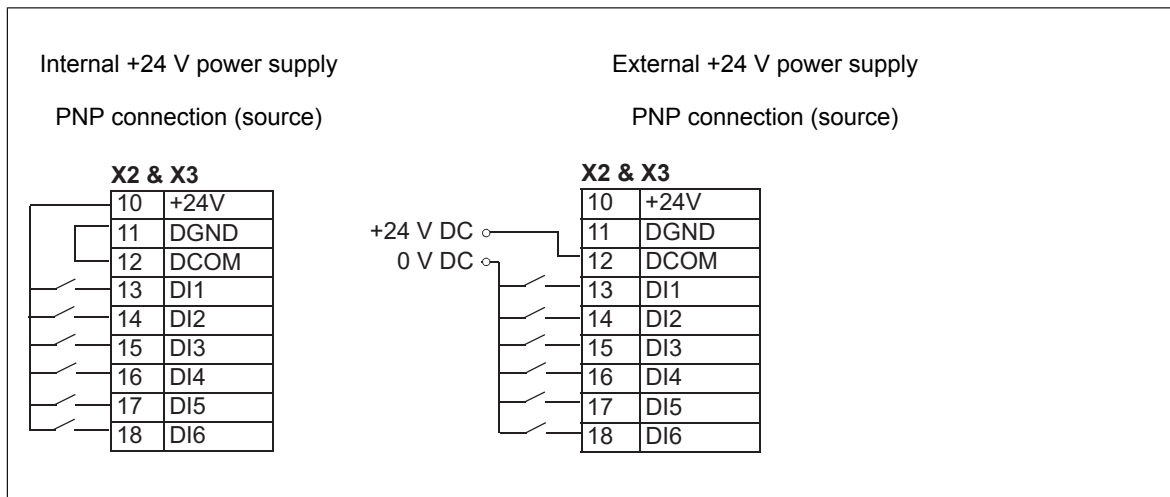 Internal +24 V power supply
PNP connection (source)
X2 & X3
10 +24V
11 DGND
12 DCOM
13 DI1
14 DI2
15 DI3
16 DI4
17 DI5
18 DI6
External +24 V power supply
PNP connection (source)
X2 & X3
10 +24V
+24 V DC 11 DGND
0 V DC 12 DCOM
13 DI1
14 DI2
15 DI3
16 DI4
17 DI5
18 DI6